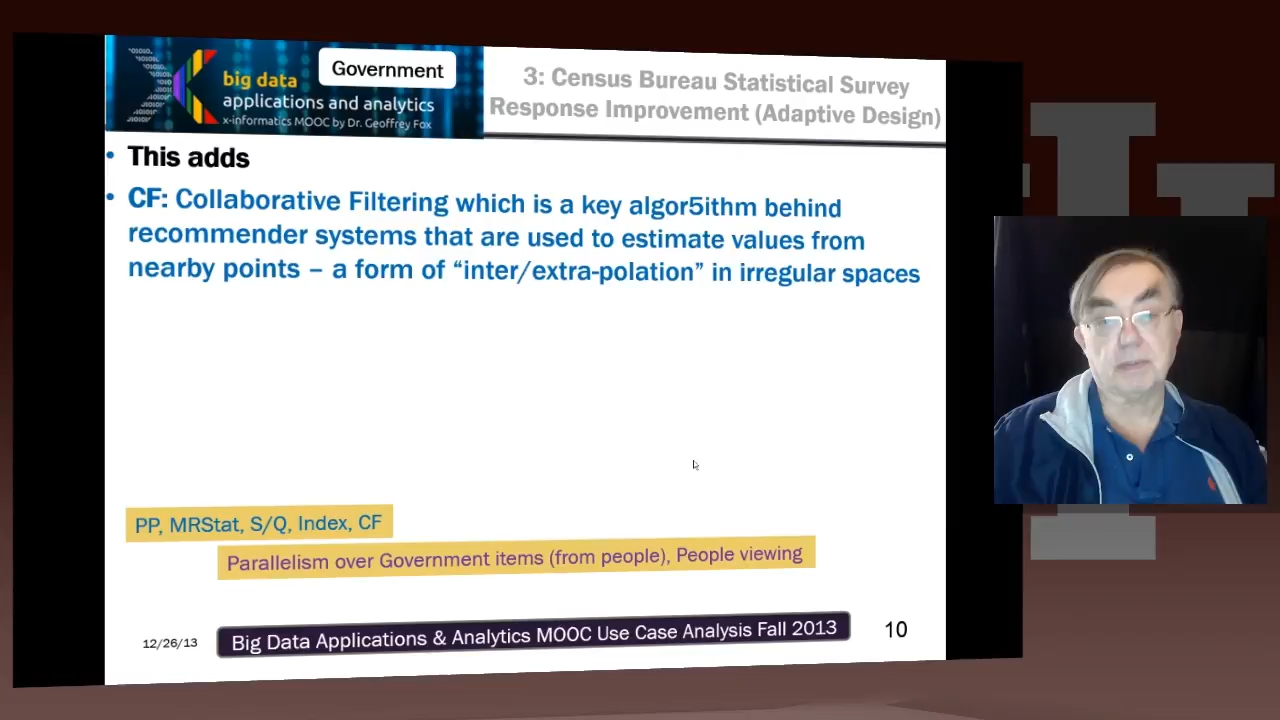 Government
big data
applications and analytics
x-informatics MOOC by Dr. Geoffrey Fox
3: Census Bureau Statistical Survey
Response Improvement (Adaptive Design)
• This adds
• CF: Collaborative Filtering which is a key algor5ithm behind
recommender systems that are used to estimate values from
nearby points – a form of “inter/extra-polation” in irregular spaces
PP, MRStat, S/Q, Index, CF
Parallelism over Government items (from people), People viewing
12/26/13
Big Data Applications & Analytics MOOC Use Case Analysis Fall 2013
10